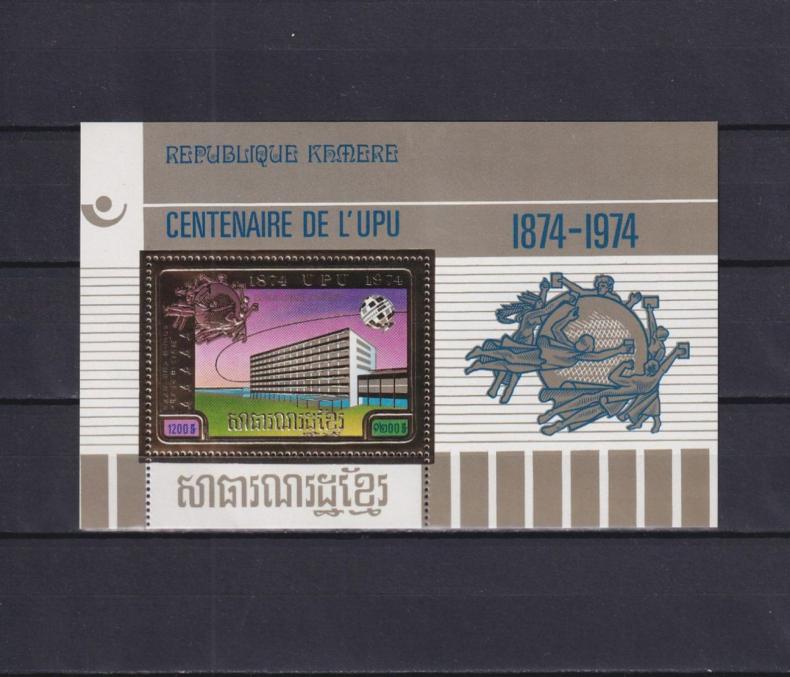 REPUBLIQUE KHMERE
CENTENAIRE DE L'UPU
1874-1974
1874 UPU 1974
សាធារណរដ្ឋខ្មែរ
1200៛
១២០០៛
សាធារណរដ្ឋខ្មែរ